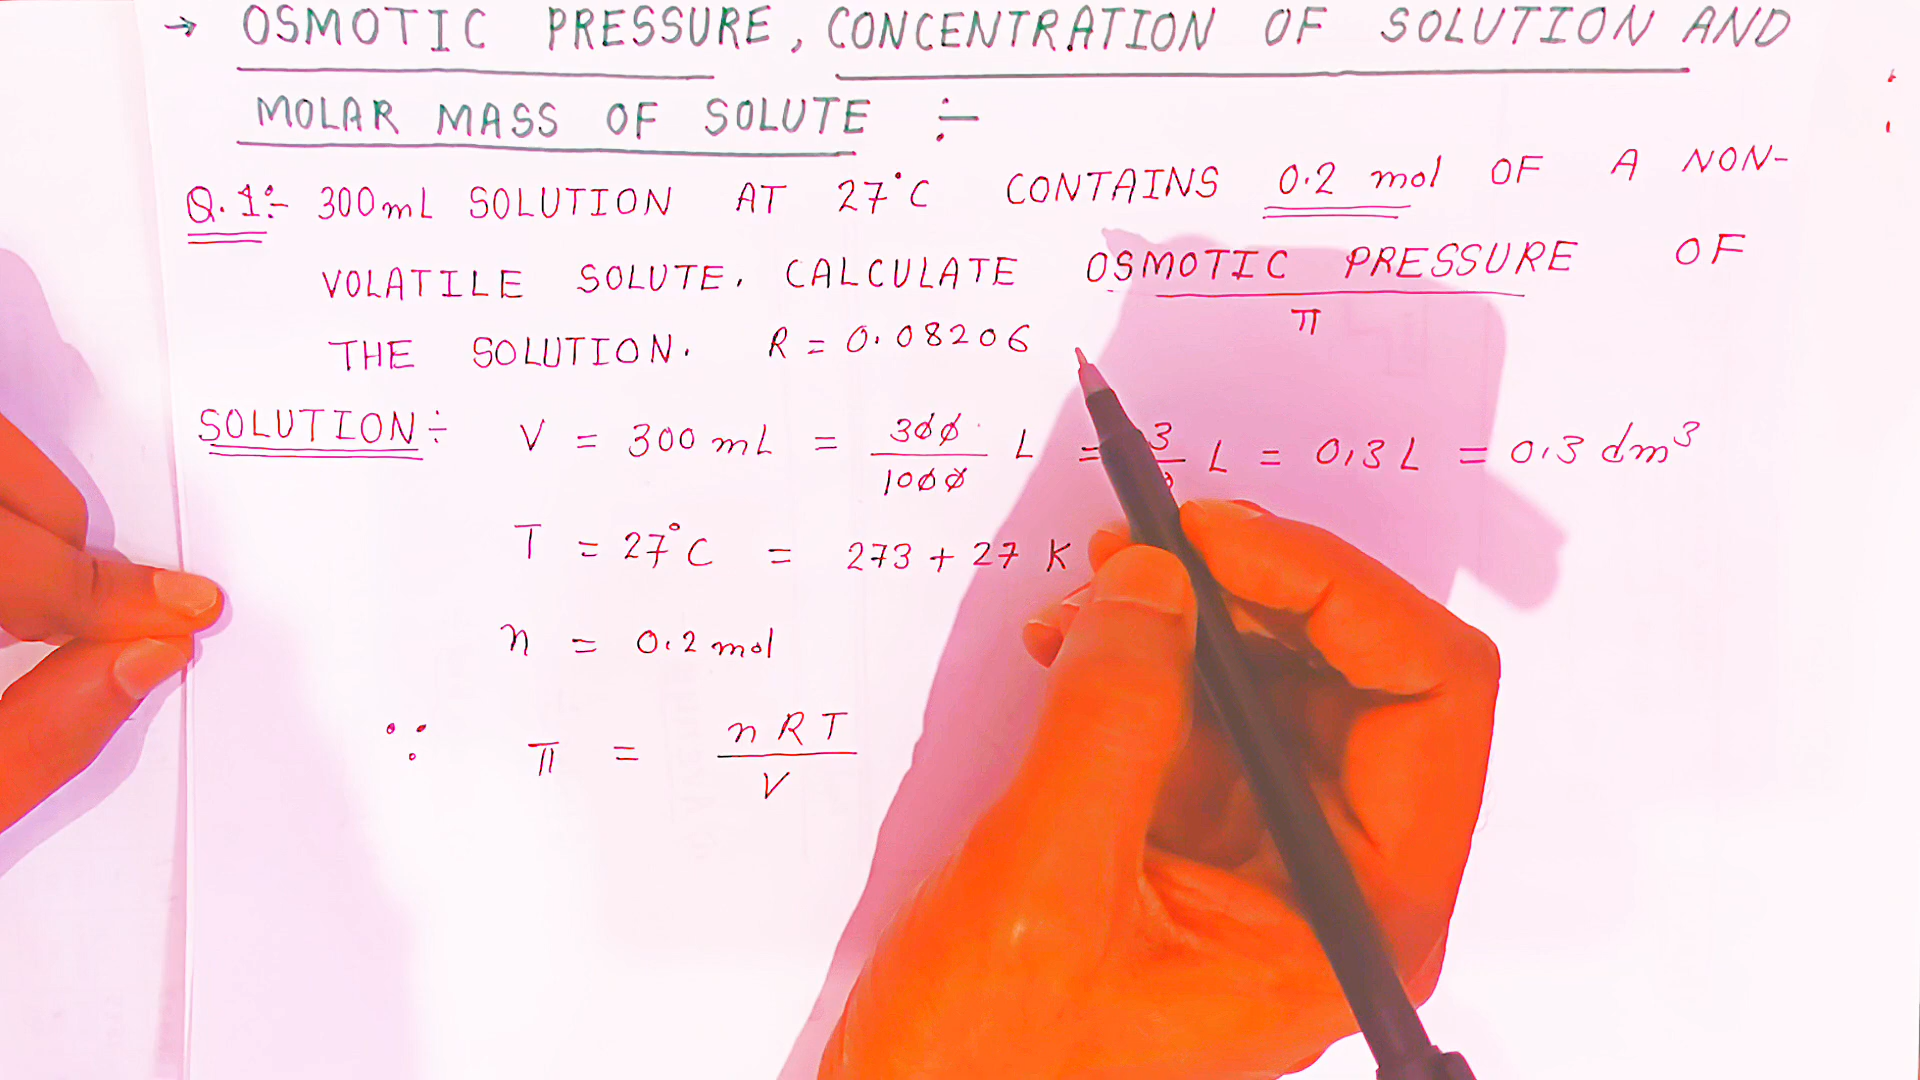 → OSMOTIC PRESSURE, CONCENTRATION OF SOLUTION AND
MOLAR MASS OF SOLUTE :-
Q.1:- 300mL SOLUTION AT 27°C CONTAINS 0.2 mol OF A NON-
VOLATILE SOLUTE. CALCULATE OSMOTIC PRESSURE OF
π
THE SOLUTION. R = 0.08206
SOLUTION:- V = 300 mL = 300/1000 L = 3/ L = 0.3 L = 0.3 dm³
T = 27°C = 273 + 27 K
n = 0.2 mol
∵ π = nRT/V